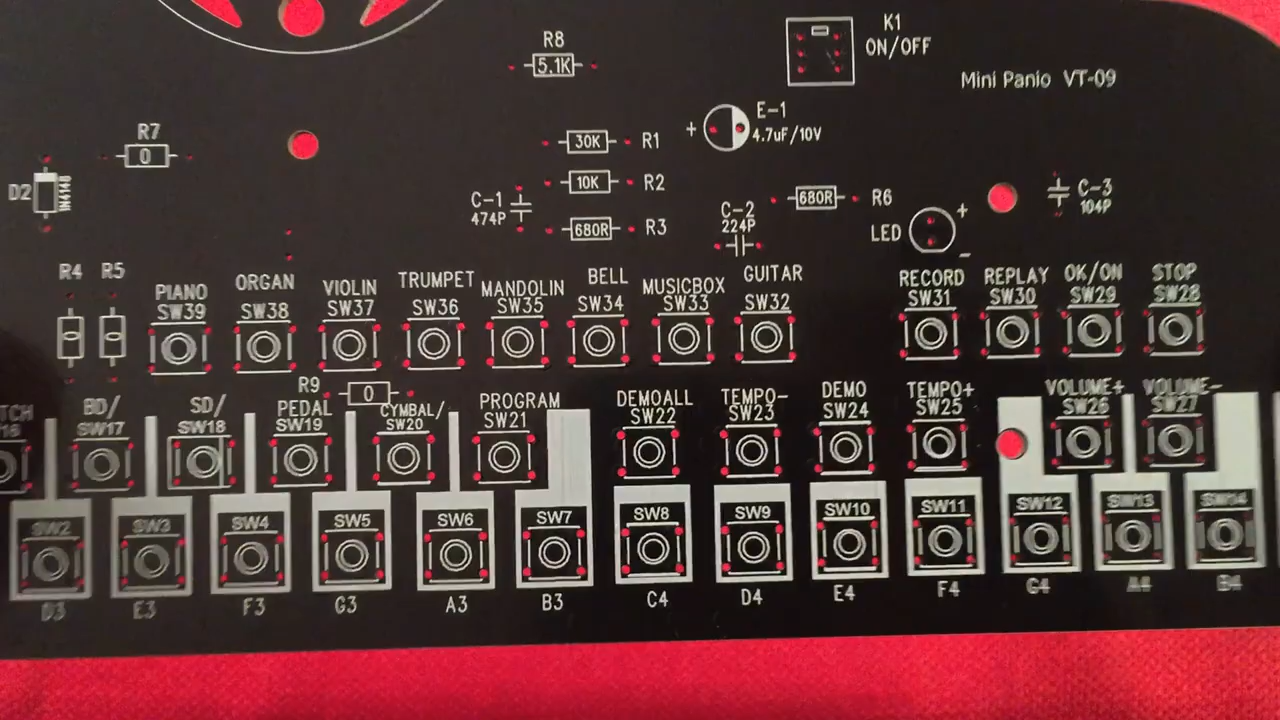 K1
ON/OFF
R8
5.1K
Mini Panio VT-09
E-1
+ 4.7uF/10V
R7
0
30K R1
D2 1N4148
10K R2
C-1
474P
680R R3
C-2
224P
680R R6
LED + -
C-3
104P
R4 R5
PIANO
SW39
ORGAN
SW38
VIOLIN
SW37
TRUMPET
SW36
MANDOLIN
SW35
BELL
SW34
MUSICBOX
SW33
GUITAR
SW32
RECORD
SW31
REPLAY
SW30
OK/ON
SW29
STOP
SW28
R9 0
TCH
16
BD/
SW17
SD/
SW18
PEDAL
SW19
CYMBAL/
SW20
PROGRAM
SW21
DEMOALL
SW22
TEMPO-
SW23
DEMO
SW24
TEMPO+
SW25
VOLUME+
SW26
VOLUME-
SW27
SW2 SW3 SW4 SW5 SW6 SW7 SW8 SW9 SW10 SW11 SW12 SW13 SW14
D3 E3 F3 G3 A3 B3 C4 D4 E4 F4 G4 A4 B4